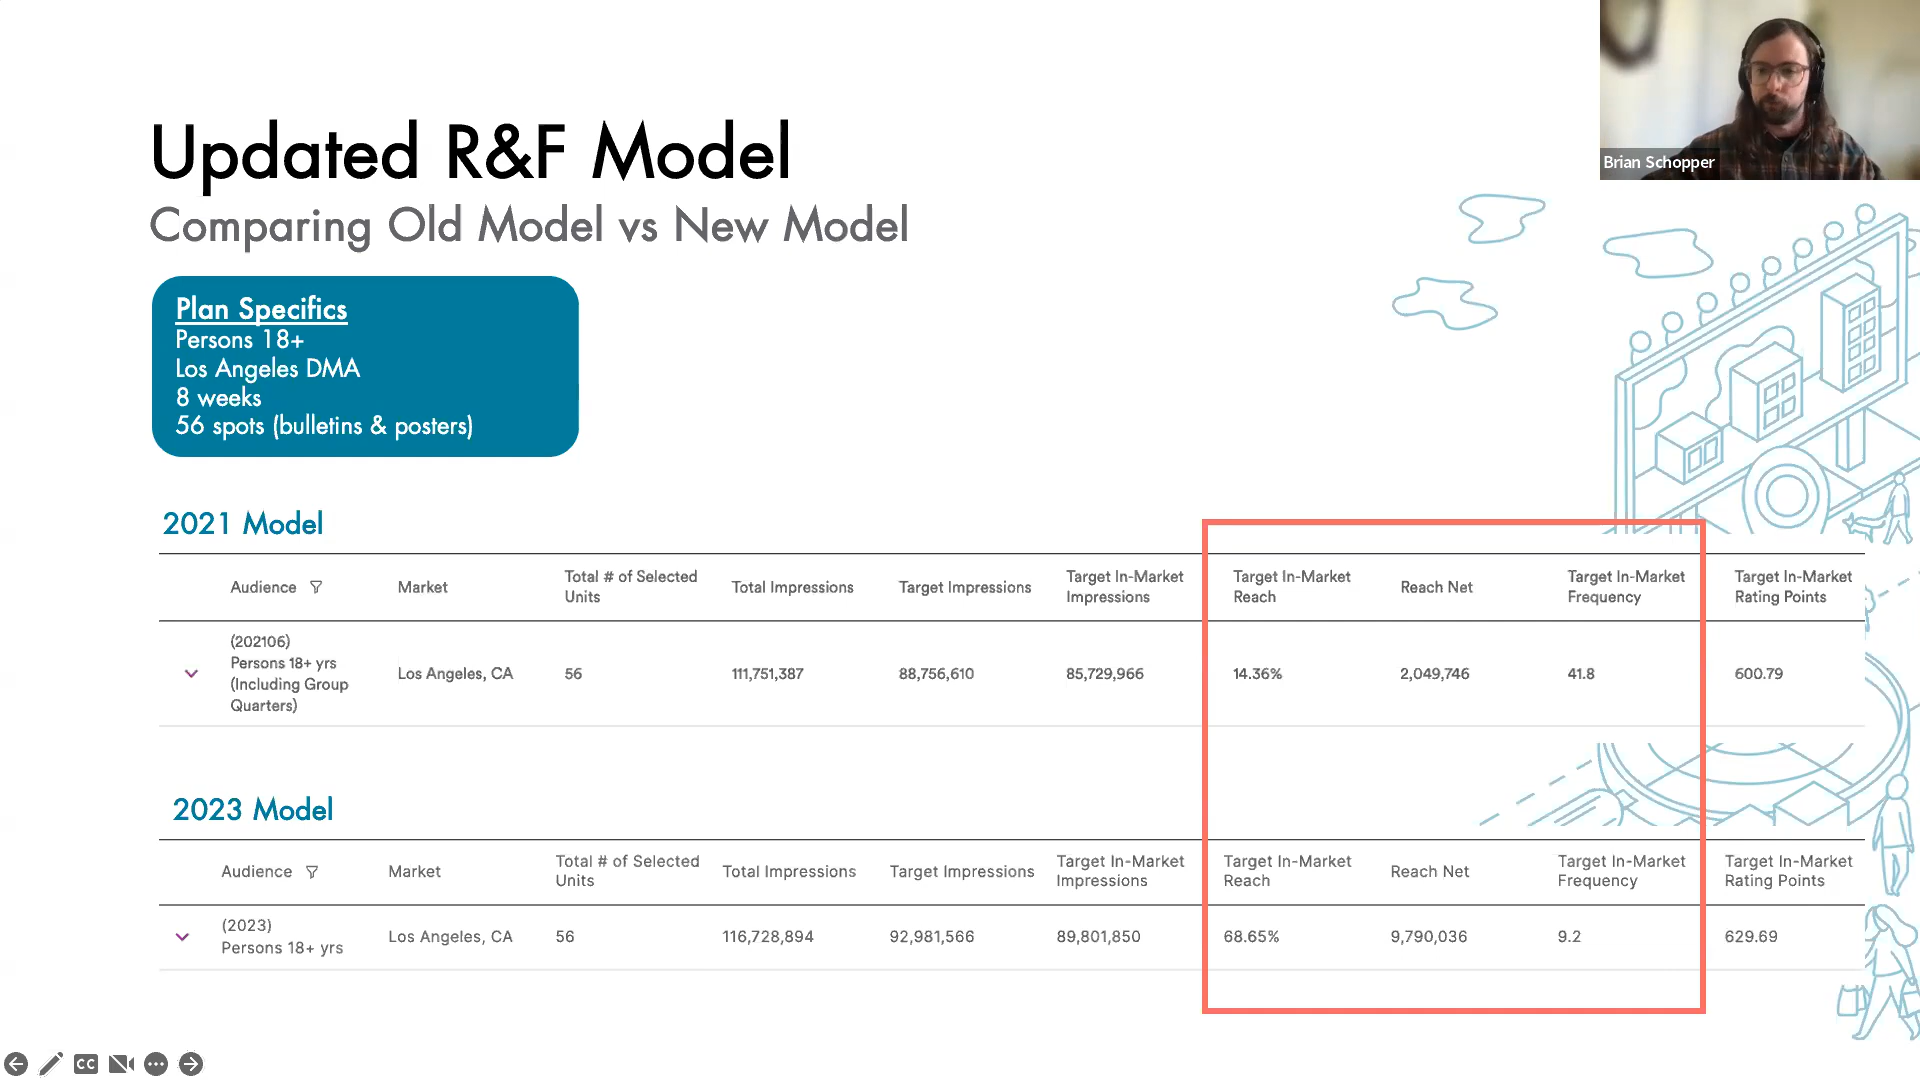 Brian Schopper
Updated R&F Model
Comparing Old Model vs New Model
Plan Specifics
Persons 18+
Los Angeles DMA
8 weeks
56 spots (bulletins & posters)
2021 Model
Audience Market Total # of Selected Units Total Impressions Target Impressions Target In-Market Impressions Target In-Market Reach Reach Net Target In-Market Frequency Target In-Market Rating Points
(202106)
Persons 18+ yrs
(Including Group
Quarters)
Los Angeles, CA 56 111,751,387 88,756,610 85,729,966 14.36% 2,049,746 41.8 600.79
2023 Model
Audience Market Total # of Selected Units Total Impressions Target Impressions Target In-Market Impressions Target In-Market Reach Reach Net Target In-Market Frequency Target In-Market Rating Points
(2023)
Persons 18+ yrs
Los Angeles, CA 56 116,728,894 92,981,566 89,801,850 68.65% 9,790,036 9.2 629.69
CC